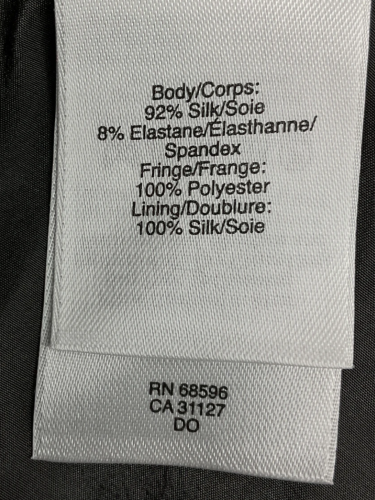 Body/Corps:
92% Silk/Soie
8% Elastane/Élasthanne/
Spandex
Fringe/Frange:
100% Polyester
Lining/Doublure:
100% Silk/Soie
RN 68596
CA 31127
DO